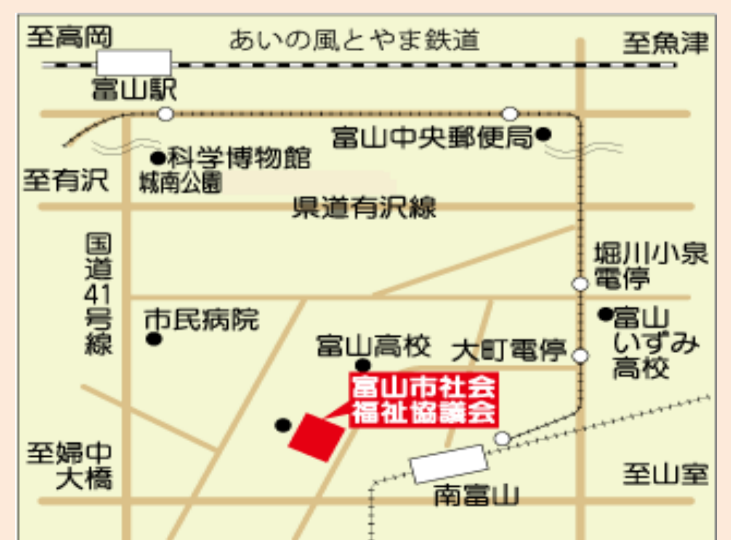 至高岡
あいの風とやま鉄道
至魚津
富山駅
富山中央郵便局
科学博物館
城南公園
至有沢
県道有沢線
国道41号線
堀川小泉
電停
市民病院
富山
いずみ
高校
富山高校
大町電停
富山市社会
福祉協議会
至婦中
大橋
南富山
至山室